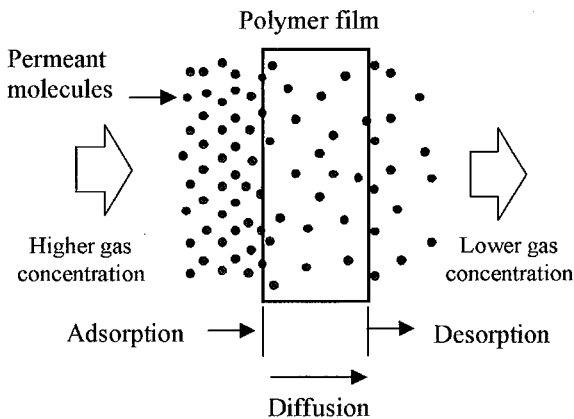 Polymer film
Permeant
molecules
Higher gas
concentration
Lower gas
concentration
Adsorption
Desorption
Diffusion